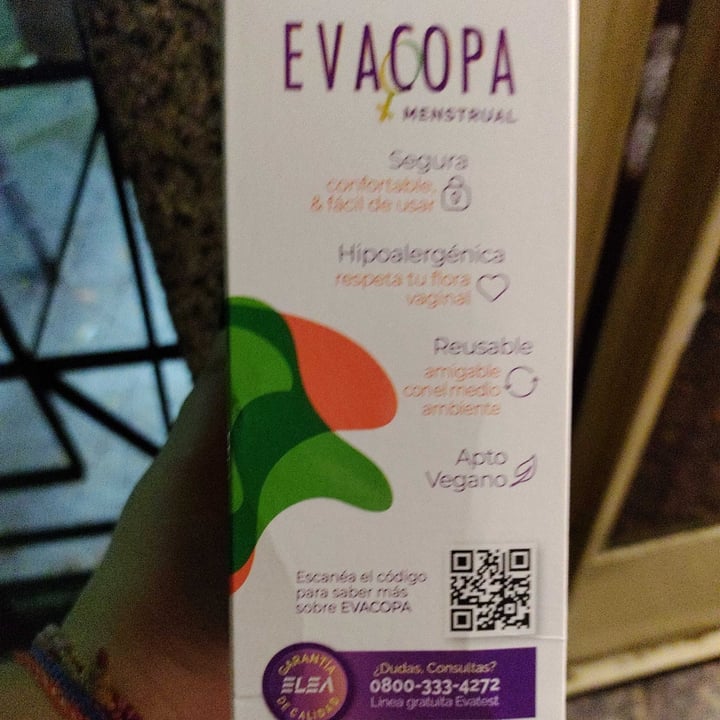 EVACOPA
MENSTRUAL
Segura
confortable,
& fácil de usar
Hipoalergénica
respeta tu flora
vaginal
Reusable
amigable
con el medio
ambiente
Apto
Vegano
Escanéa el código
para saber más
sobre EVACOPA
GARANTÍA
ELEA
DE CALIDAD
¿Dudas, Consultas?
0800-333-4272
Línea gratuita Evatest